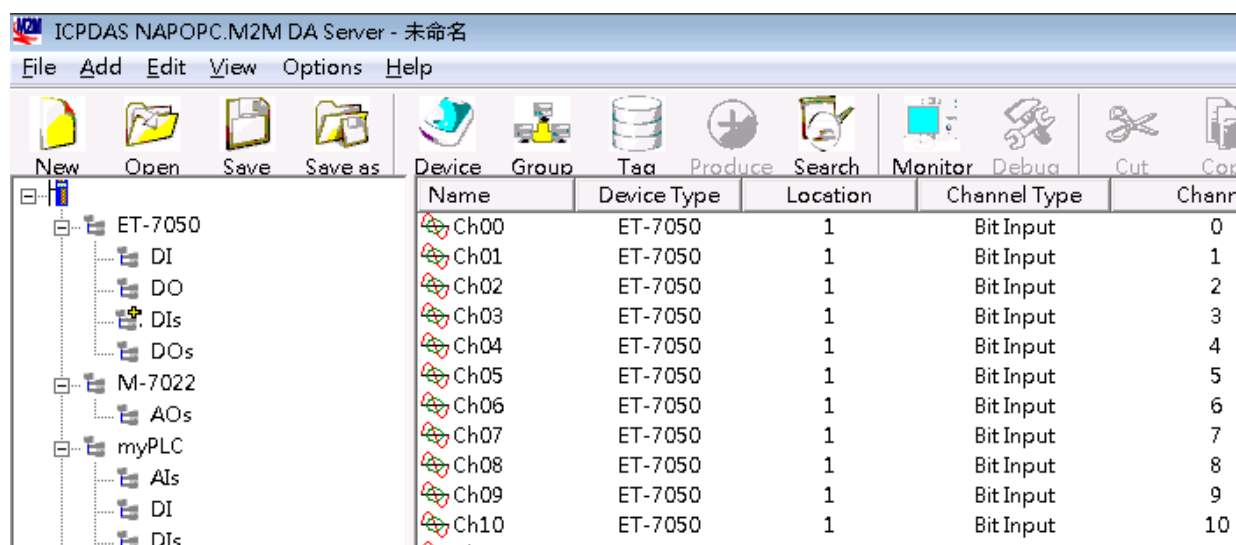 M2M ICPDAS NAPOPC.M2M DA Server - 未命名
File Add Edit View Options Help
New Open Save Save as Device Group Tag Produce Search Monitor Debug Cut
Name Device Type Location Channel Type
ET-7050 Ch00 ET-7050 1 Bit Input 0
DI Ch01 ET-7050 1 Bit Input 1
DO Ch02 ET-7050 1 Bit Input 2
DIs Ch03 ET-7050 1 Bit Input 3
DOs Ch04 ET-7050 1 Bit Input 4
M-7022 Ch05 ET-7050 1 Bit Input 5
AOs Ch06 ET-7050 1 Bit Input 6
myPLC Ch07 ET-7050 1 Bit Input 7
AIs Ch08 ET-7050 1 Bit Input 8
DI Ch09 ET-7050 1 Bit Input 9
DIs Ch10 ET-7050 1 Bit Input 10